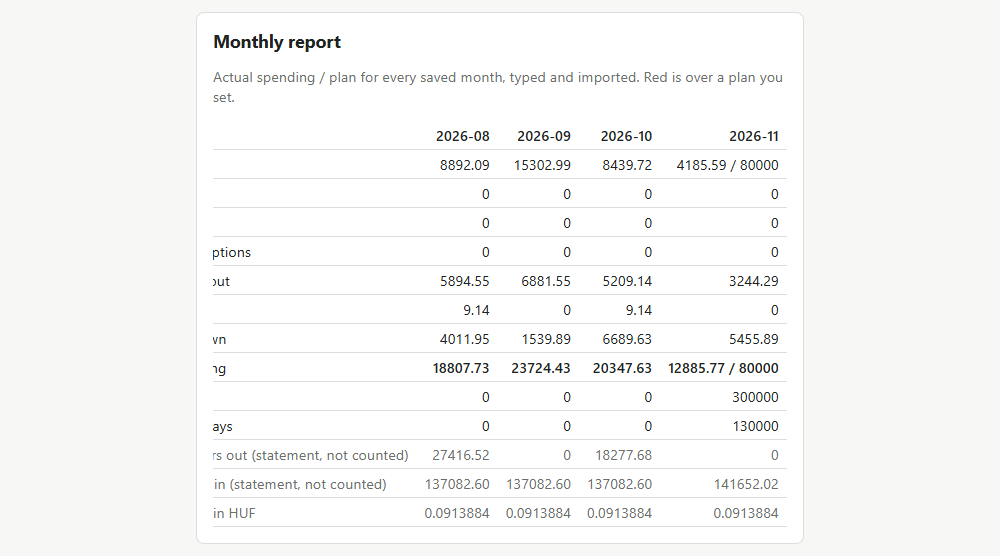 Monthly report
Actual spending / plan for every saved month, typed and imported. Red is over a plan you
set.
2026-08 2026-09 2026-10 2026-11
8892.09 15302.99 8439.72 4185.59 / 80000
0 0 0 0
0 0 0 0
ptions 0 0 0 0
out 5894.55 6881.55 5209.14 3244.29
9.14 0 9.14 0
wn 4011.95 1539.89 6689.63 5455.89
ng 18807.73 23724.43 20347.63 12885.77 / 80000
0 0 0 300000
ays 0 0 0 130000
rs out (statement, not counted) 27416.52 0 18277.68 0
in (statement, not counted) 137082.60 137082.60 137082.60 141652.02
in HUF 0.0913884 0.0913884 0.0913884 0.0913884